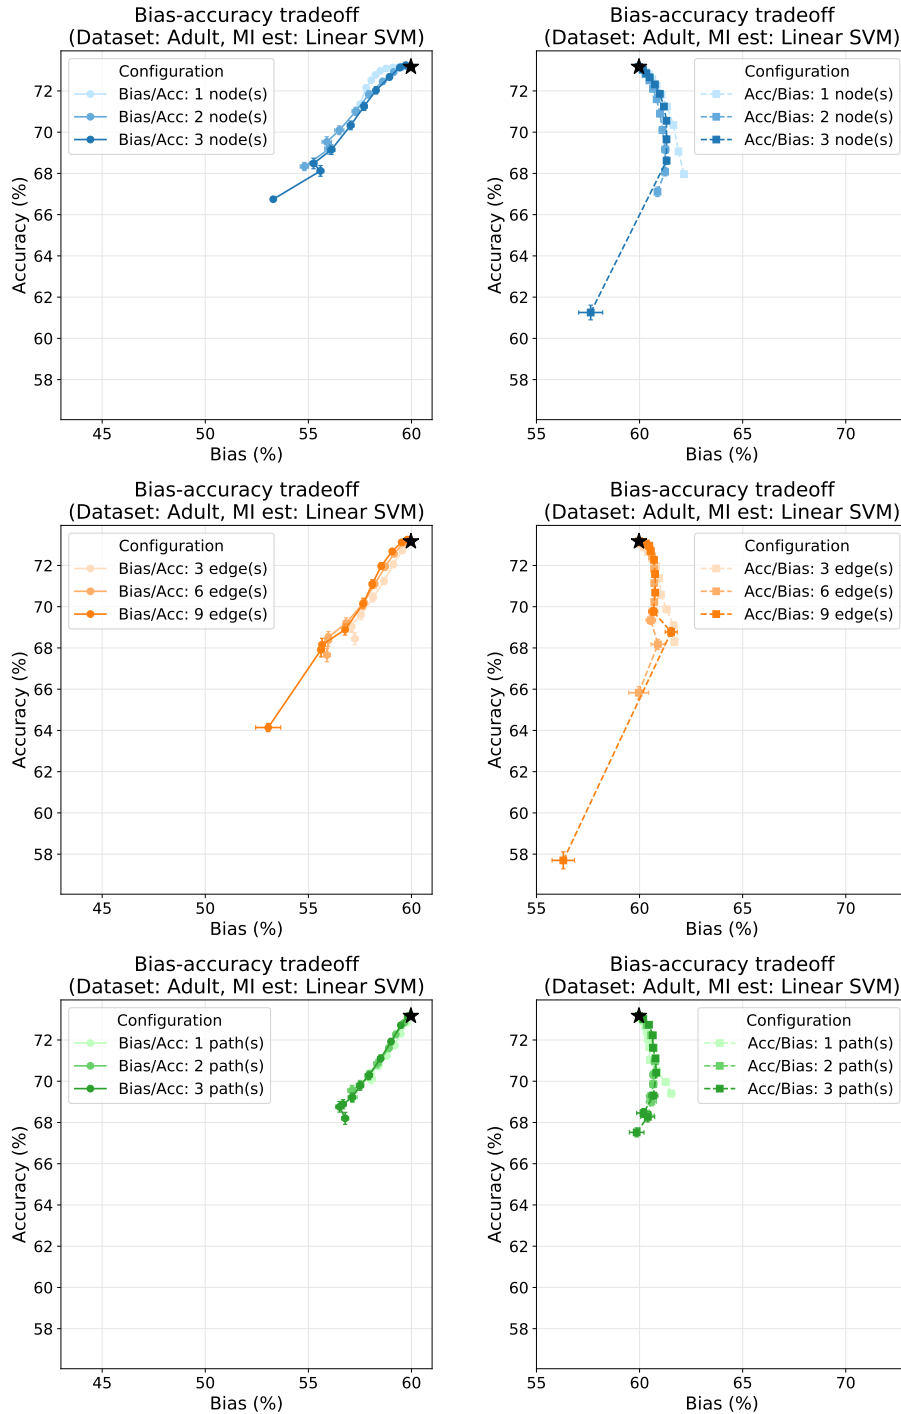 Bias-accuracy tradeoff
(Dataset: Adult, MI est: Linear SVM)
Configuration
Bias/Acc: 1 node(s)
Bias/Acc: 2 node(s)
Bias/Acc: 3 node(s)
72
70
68
66
64
62
60
58
Accuracy (%)
45 50 55 60
Bias (%)
Bias-accuracy tradeoff
(Dataset: Adult, MI est: Linear SVM)
Configuration
Acc/Bias: 1 node(s)
Acc/Bias: 2 node(s)
Acc/Bias: 3 node(s)
72
70
68
66
64
62
60
58
Accuracy (%)
55 60 65 70
Bias (%)
Bias-accuracy tradeoff
(Dataset: Adult, MI est: Linear SVM)
Configuration
Bias/Acc: 3 edge(s)
Bias/Acc: 6 edge(s)
Bias/Acc: 9 edge(s)
72
70
68
66
64
62
60
58
Accuracy (%)
45 50 55 60
Bias (%)
Bias-accuracy tradeoff
(Dataset: Adult, MI est: Linear SVM)
Configuration
Acc/Bias: 3 edge(s)
Acc/Bias: 6 edge(s)
Acc/Bias: 9 edge(s)
72
70
68
66
64
62
60
58
Accuracy (%)
55 60 65 70
Bias (%)
Bias-accuracy tradeoff
(Dataset: Adult, MI est: Linear SVM)
Configuration
Bias/Acc: 1 path(s)
Bias/Acc: 2 path(s)
Bias/Acc: 3 path(s)
72
70
68
66
64
62
60
58
Accuracy (%)
45 50 55 60
Bias (%)
Bias-accuracy tradeoff
(Dataset: Adult, MI est: Linear SVM)
Configuration
Acc/Bias: 1 path(s)
Acc/Bias: 2 path(s)
Acc/Bias: 3 path(s)
72
70
68
66
64
62
60
58
Accuracy (%)
55 60 65 70
Bias (%)